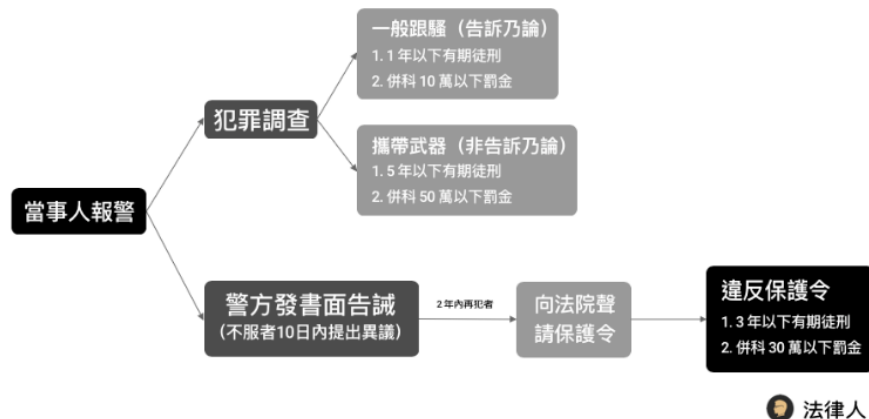 一般跟騷（告訴乃論）
1. 1 年以下有期徒刑
2. 併科 10 萬以下罰金
犯罪調查
攜帶武器（非告訴乃論）
1. 5 年以下有期徒刑
2. 併科 50 萬以下罰金
當事人報警
警方發書面告誡
(不服者10日內提出異議)
2 年內再犯者
向法院聲
請保護令
違反保護令
1. 3 年以下有期徒刑
2. 併科 30 萬以下罰金
法律人